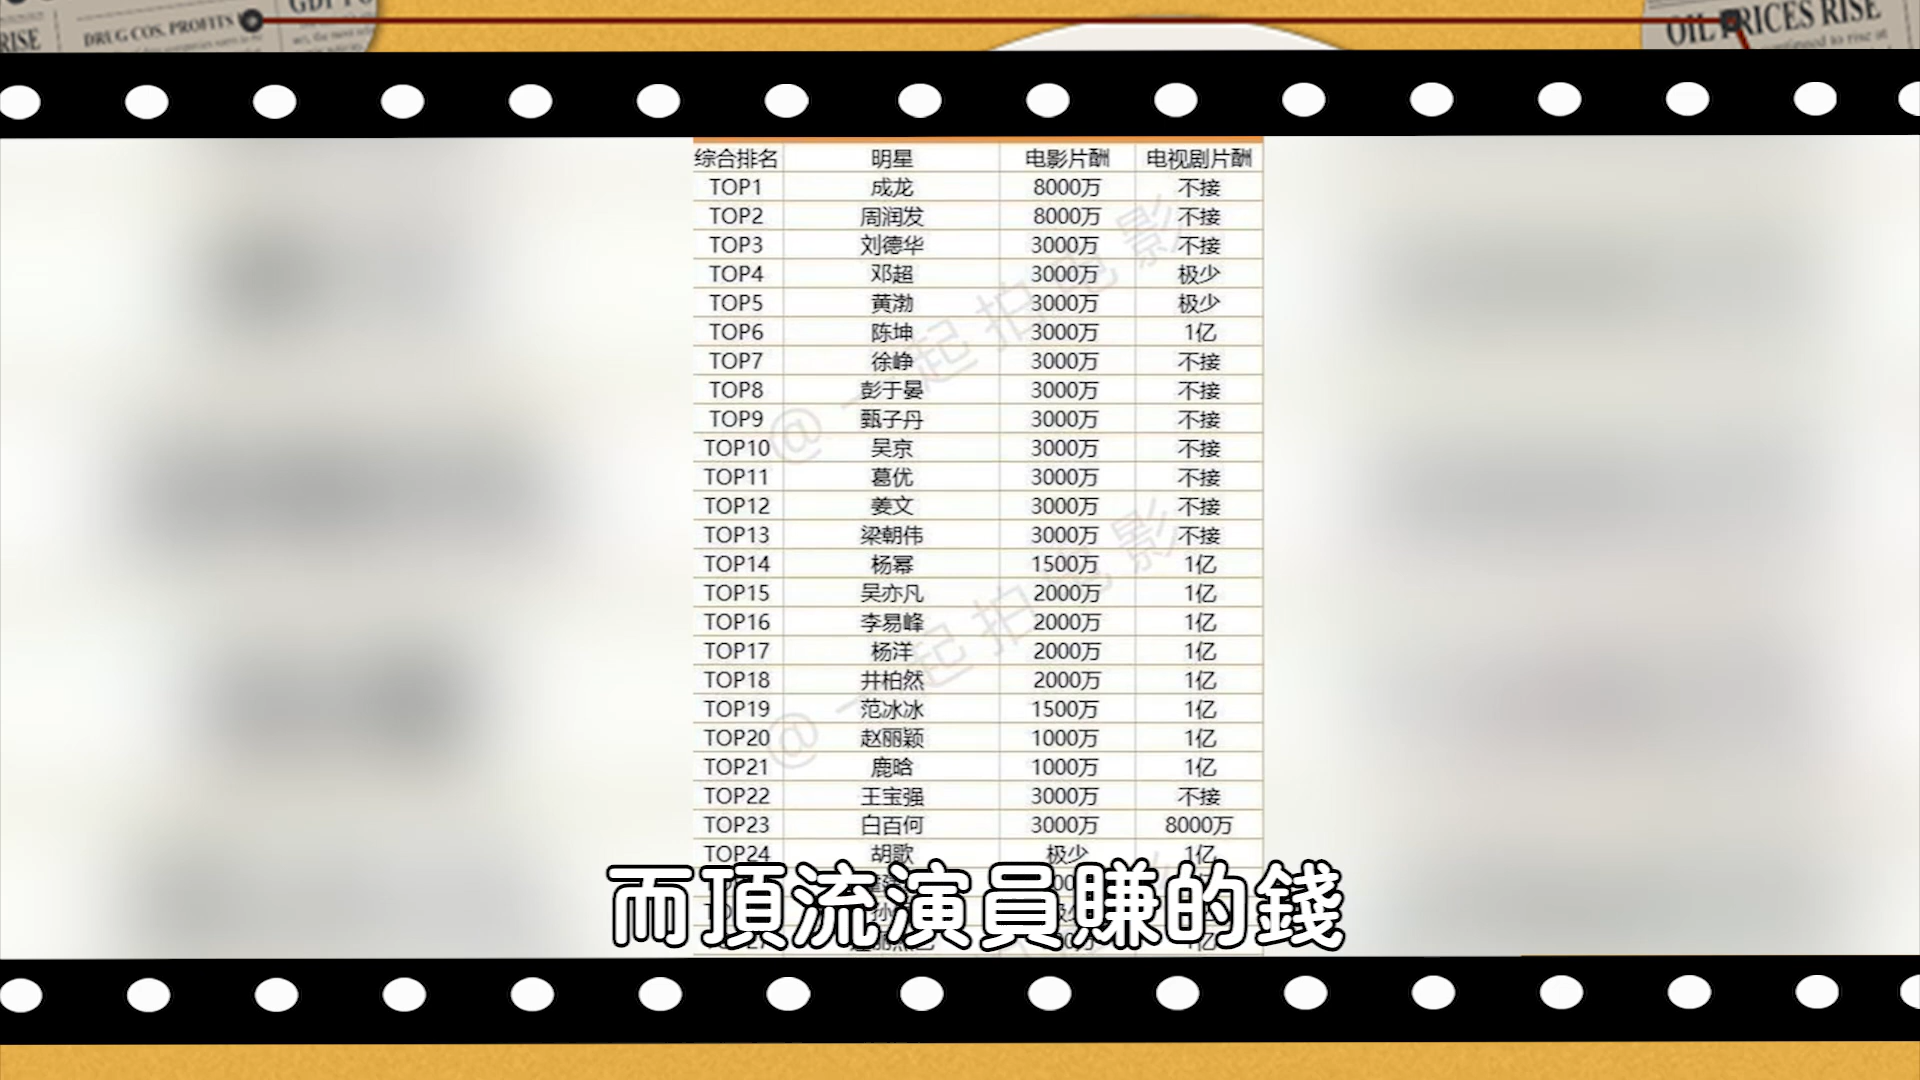 DRUG COS. PROFITS
RISE
OIL PRICES RISE
continued to rise at
综合排名 明星 电影片酬 电视剧片酬
TOP1 成龙 8000万 不接
TOP2 周润发 8000万 不接
TOP3 刘德华 3000万 不接
TOP4 邓超 3000万 极少
TOP5 黄渤 3000万 极少
TOP6 陈坤 3000万 1亿
TOP7 徐峥 3000万 不接
TOP8 彭于晏 3000万 不接
TOP9 甄子丹 3000万 不接
TOP10 吴京 3000万 不接
TOP11 葛优 3000万 不接
TOP12 姜文 3000万 不接
TOP13 梁朝伟 3000万 不接
TOP14 杨幂 1500万 1亿
TOP15 吴亦凡 2000万 1亿
TOP16 李易峰 2000万 1亿
TOP17 杨洋 2000万 1亿
TOP18 井柏然 2000万 1亿
TOP19 范冰冰 1500万 1亿
TOP20 赵丽颖 1000万 1亿
TOP21 鹿晗 1000万 1亿
TOP22 王宝强 3000万 不接
TOP23 白百何 3000万 8000万
TOP24 胡歌 极少 1亿
@一起拍电影
@一起拍电影
而頂流演員賺的錢